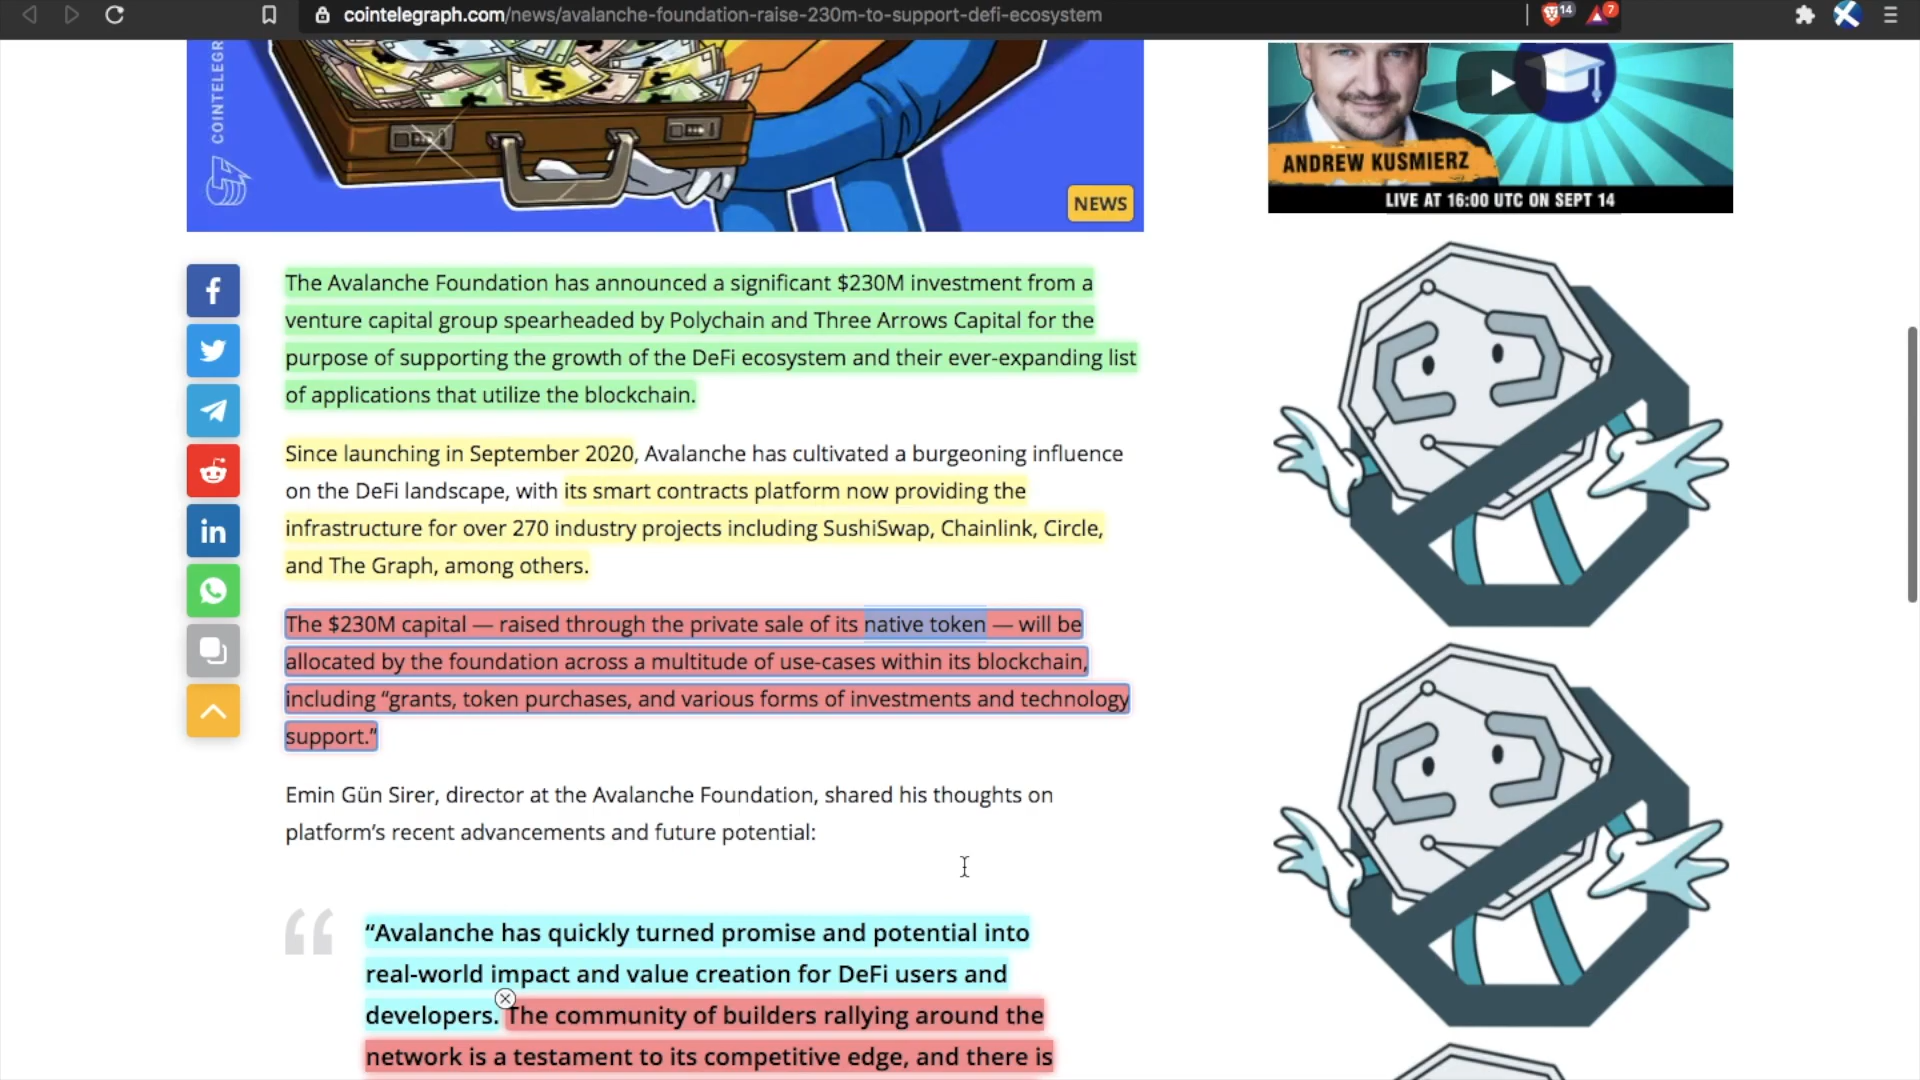 cointelegraph.com/news/avalanche-foundation-raise-230m-to-support-defi-ecosystem
14
7
COINTELEGR
NEWS
ANDREW KUSMIERZ
LIVE AT 16:00 UTC ON SEPT 14
The Avalanche Foundation has announced a significant $230M investment from a
venture capital group spearheaded by Polychain and Three Arrows Capital for the
purpose of supporting the growth of the DeFi ecosystem and their ever-expanding list
of applications that utilize the blockchain.
Since launching in September 2020, Avalanche has cultivated a burgeoning influence
on the DeFi landscape, with its smart contracts platform now providing the
infrastructure for over 270 industry projects including SushiSwap, Chainlink, Circle,
and The Graph, among others.
The $230M capital — raised through the private sale of its native token — will be
allocated by the foundation across a multitude of use-cases within its blockchain,
including “grants, token purchases, and various forms of investments and technology
support.”
Emin Gün Sirer, director at the Avalanche Foundation, shared his thoughts on
platform’s recent advancements and future potential:
“Avalanche has quickly turned promise and potential into
real-world impact and value creation for DeFi users and
developers. The community of builders rallying around the
network is a testament to its competitive edge, and there is